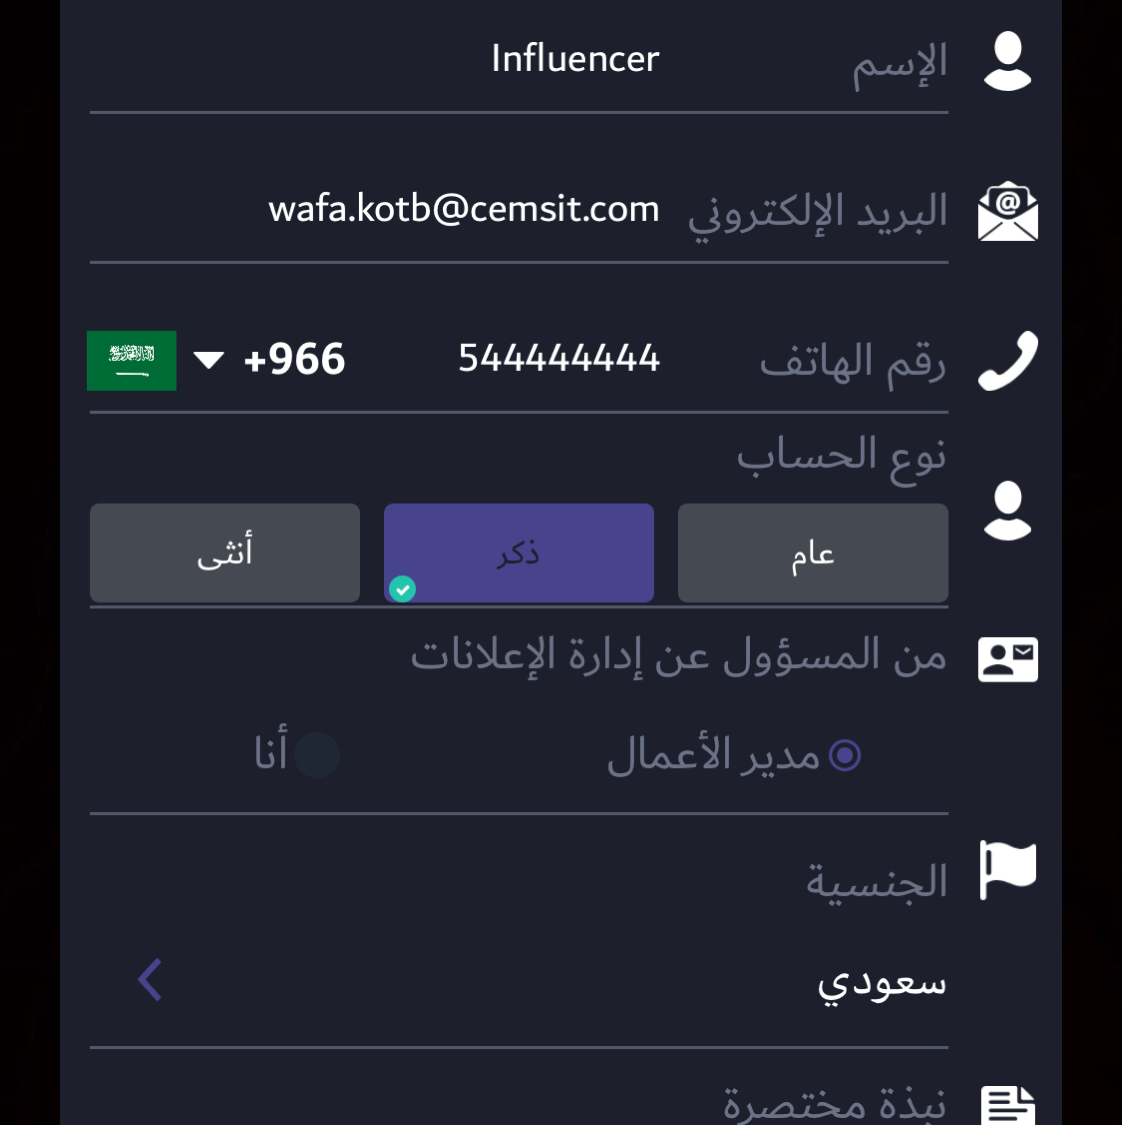 الإسم Influencer
البريد الإلكتروني wafa.kotb@cemsit.com
رقم الهاتف 544444444 +966
نوع الحساب
عام ذكر أنثى
من المسؤول عن إدارة الإعلانات
مدير الأعمال أنا
الجنسية
سعودي
نبذة مختصرة